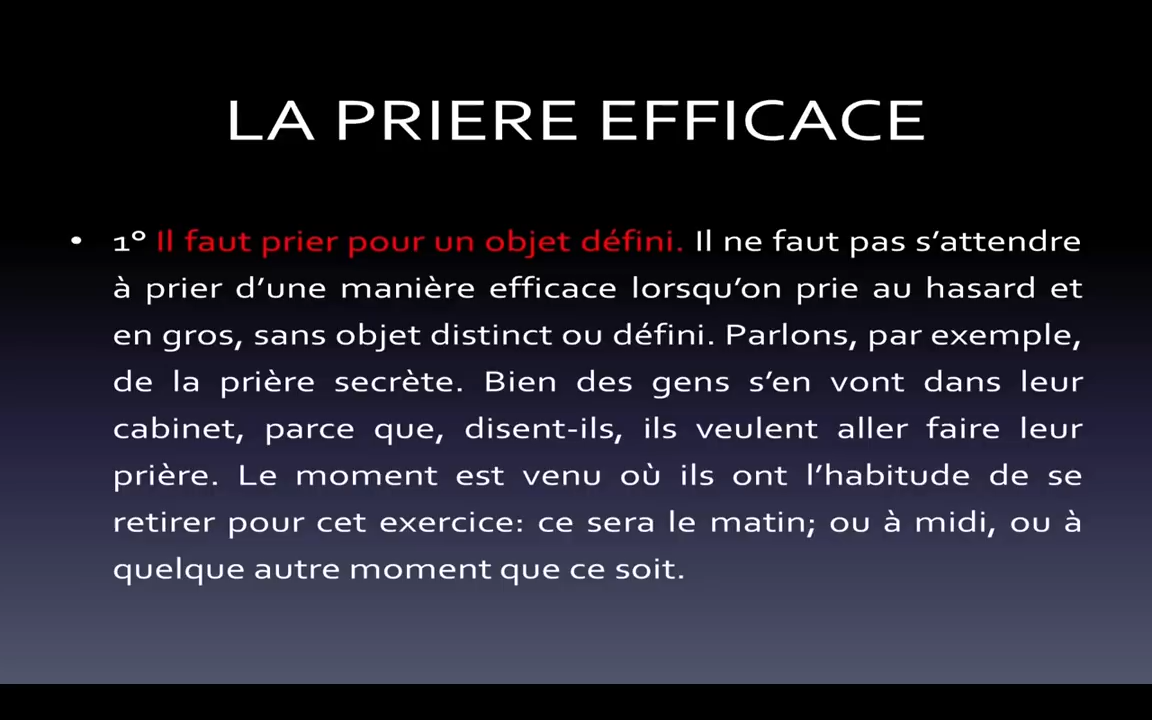 LA PRIERE EFFICACE
• 1° Il faut prier pour un objet défini. Il ne faut pas s’attendre
à prier d’une manière efficace lorsqu’on prie au hasard et
en gros, sans objet distinct ou défini. Parlons, par exemple,
de la prière secrète. Bien des gens s’en vont dans leur
cabinet, parce que, disent-ils, ils veulent aller faire leur
prière. Le moment est venu où ils ont l’habitude de se
retirer pour cet exercice: ce sera le matin; ou à midi, ou à
quelque autre moment que ce soit.